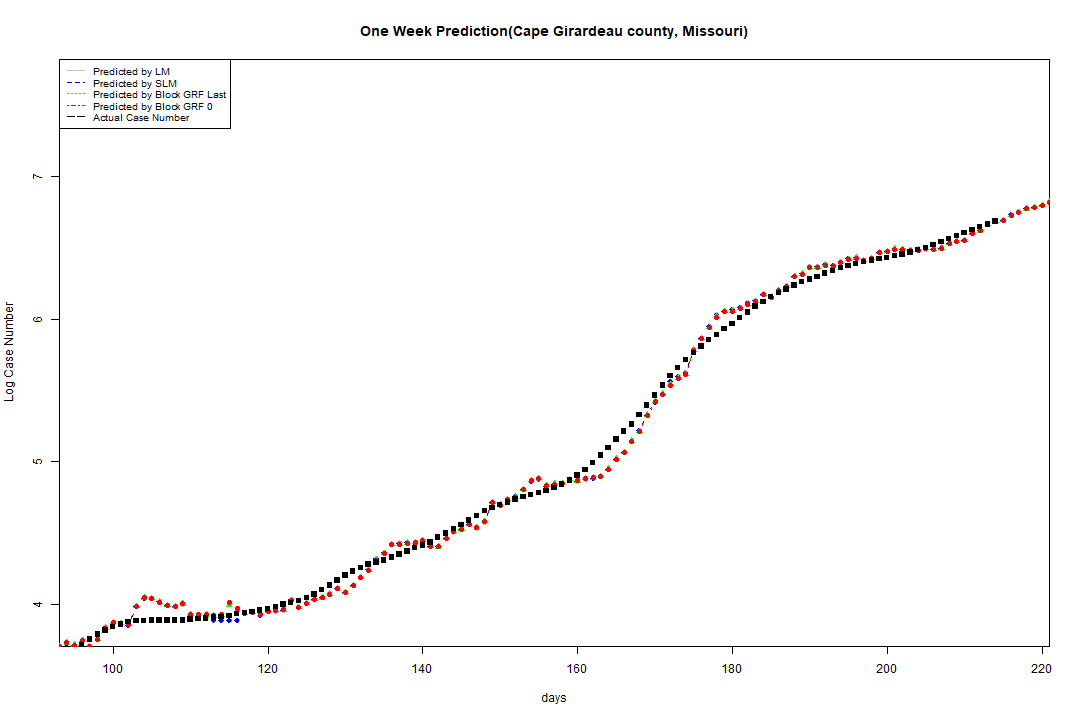 One Week Prediction(Cape Girardeau county, Missouri)
Predicted by LM
Predicted by SLM
Predicted by Block GRF Last
Predicted by Block GRF 0
Actual Case Number
7
6
5
4
Log Case Number
100 120 140 160 180 200 220
days